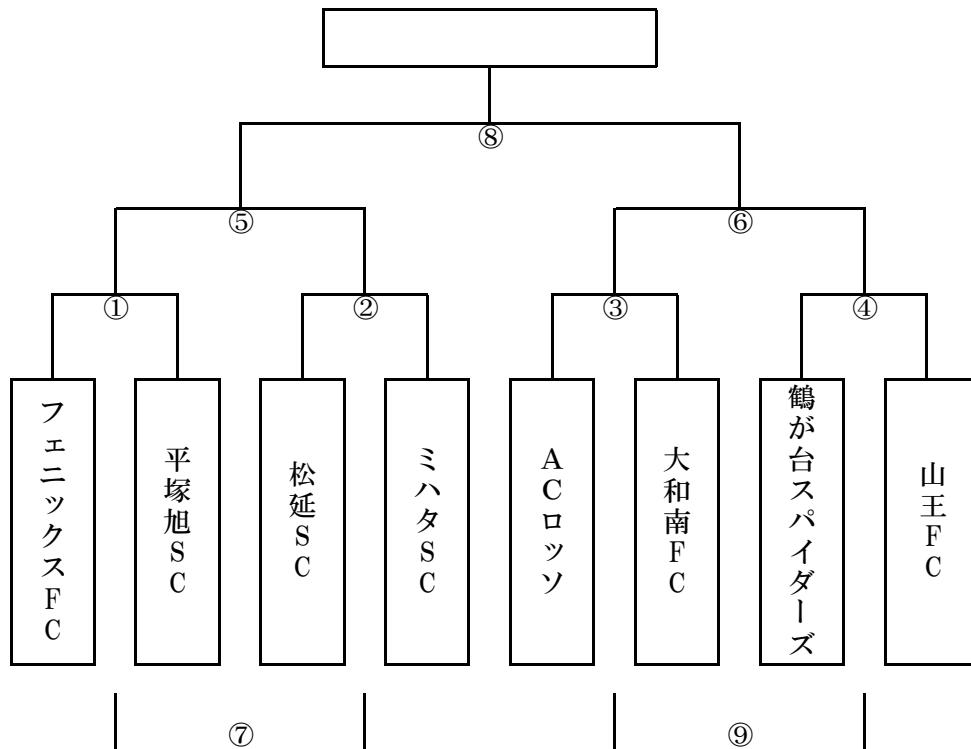 ⑧
⑤
⑥
①
②
③
④
フェニックスFC
平塚旭SC
松延SC
ミハタSC
ACロッソ
大和南FC
鶴が台スパイダーズ
山王FC
⑦
⑨